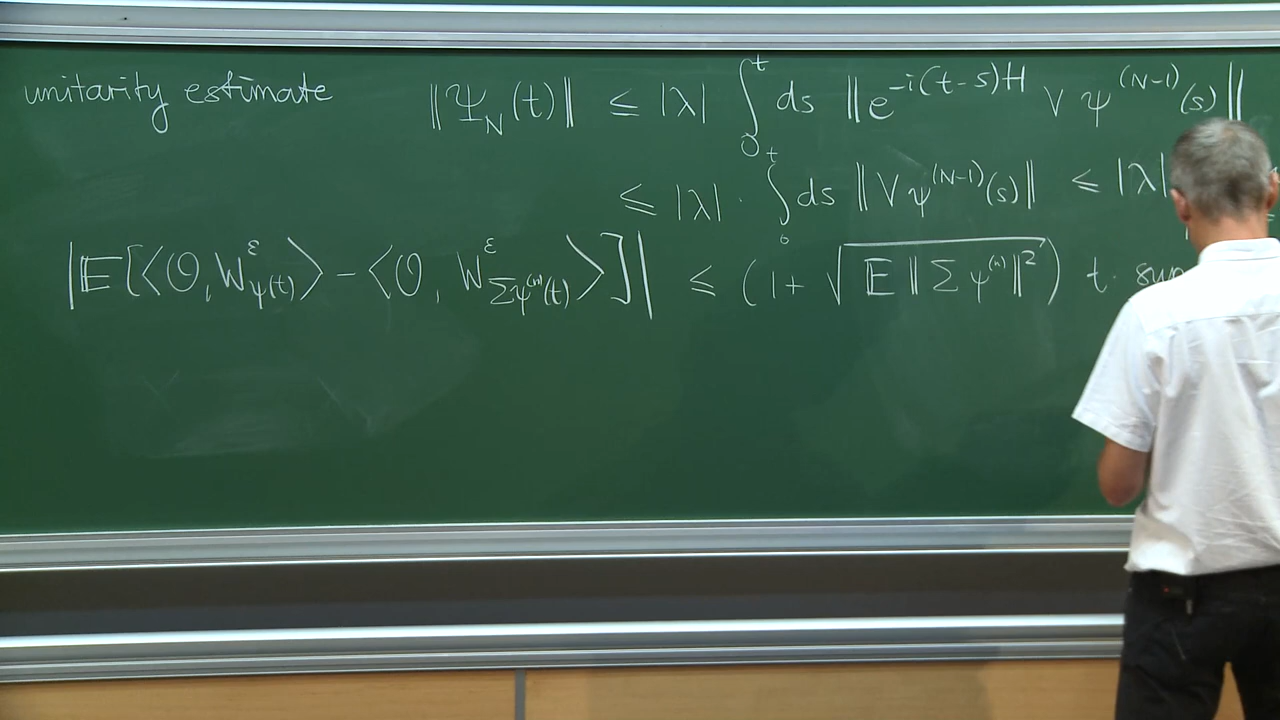 unitarity estimate ‖Ψ_N(t)‖ ≤ |λ| ∫_0^t ds ‖e^{-i(t-s)H} V ψ^{(N-1)}(s)‖
≤ |λ| · ∫_0^t ds ‖V ψ^{(N-1)}(s)‖ ≤ |λ|
|𝔼[⟨𝒪, W^ε_{ψ(t)}⟩ - ⟨𝒪, W^ε_{Σψ^{(n)}(t)}⟩]| ≤ (1 + √(𝔼‖Σψ^{(n)}‖²)) t · sup